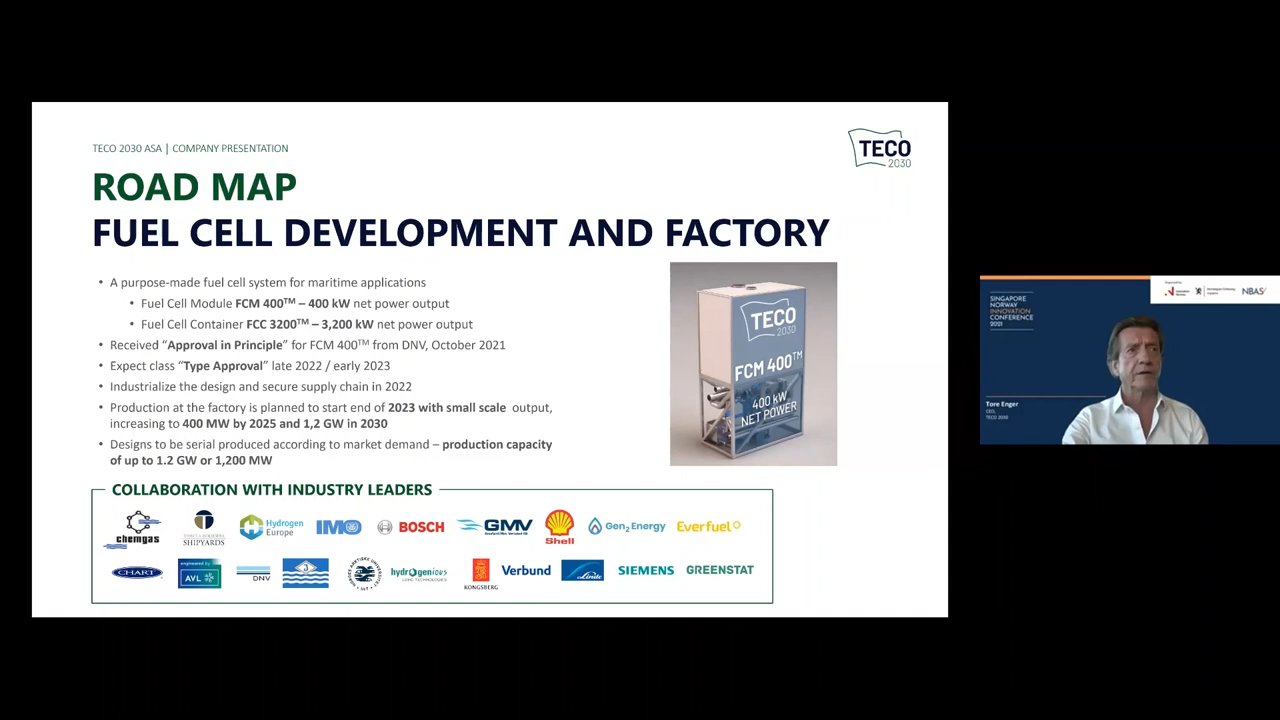 TECO 2030 ASA | COMPANY PRESENTATION
TECO
2030
ROAD MAP
FUEL CELL DEVELOPMENT AND FACTORY
• A purpose-made fuel cell system for maritime applications
• Fuel Cell Module FCM 400™ – 400 kW net power output
• Fuel Cell Container FCC 3200™ – 3,200 kW net power output
• Received “Approval in Principle” for FCM 400™ from DNV, October 2021
• Expect class “Type Approval” late 2022 / early 2023
• Industrialize the design and secure supply chain in 2022
• Production at the factory is planned to start end of 2023 with small scale output,
increasing to 400 MW by 2025 and 1,2 GW in 2030
• Designs to be serial produced according to market demand – production capacity
of up to 1.2 GW or 1,200 MW
TECO
2030
FCM 400™
400 kW
NET POWER
COLLABORATION WITH INDUSTRY LEADERS
chemgas
SHIPYARDS
Hydrogen
Europe
IMO
BOSCH
GMV
Shell
Gen2Energy
Everfuel
CHART
engineered by
AVL
DNV
3
hydrogenious
LOHC TECHNOLOGIES
KONGSBERG
Verbund
Linde
SIEMENS
GREENSTAT
SINGAPORE
NORWAY
INNOVATION
CONFERENCE
2021
NBAS
Tore Enger
CEO,
TECO 2030